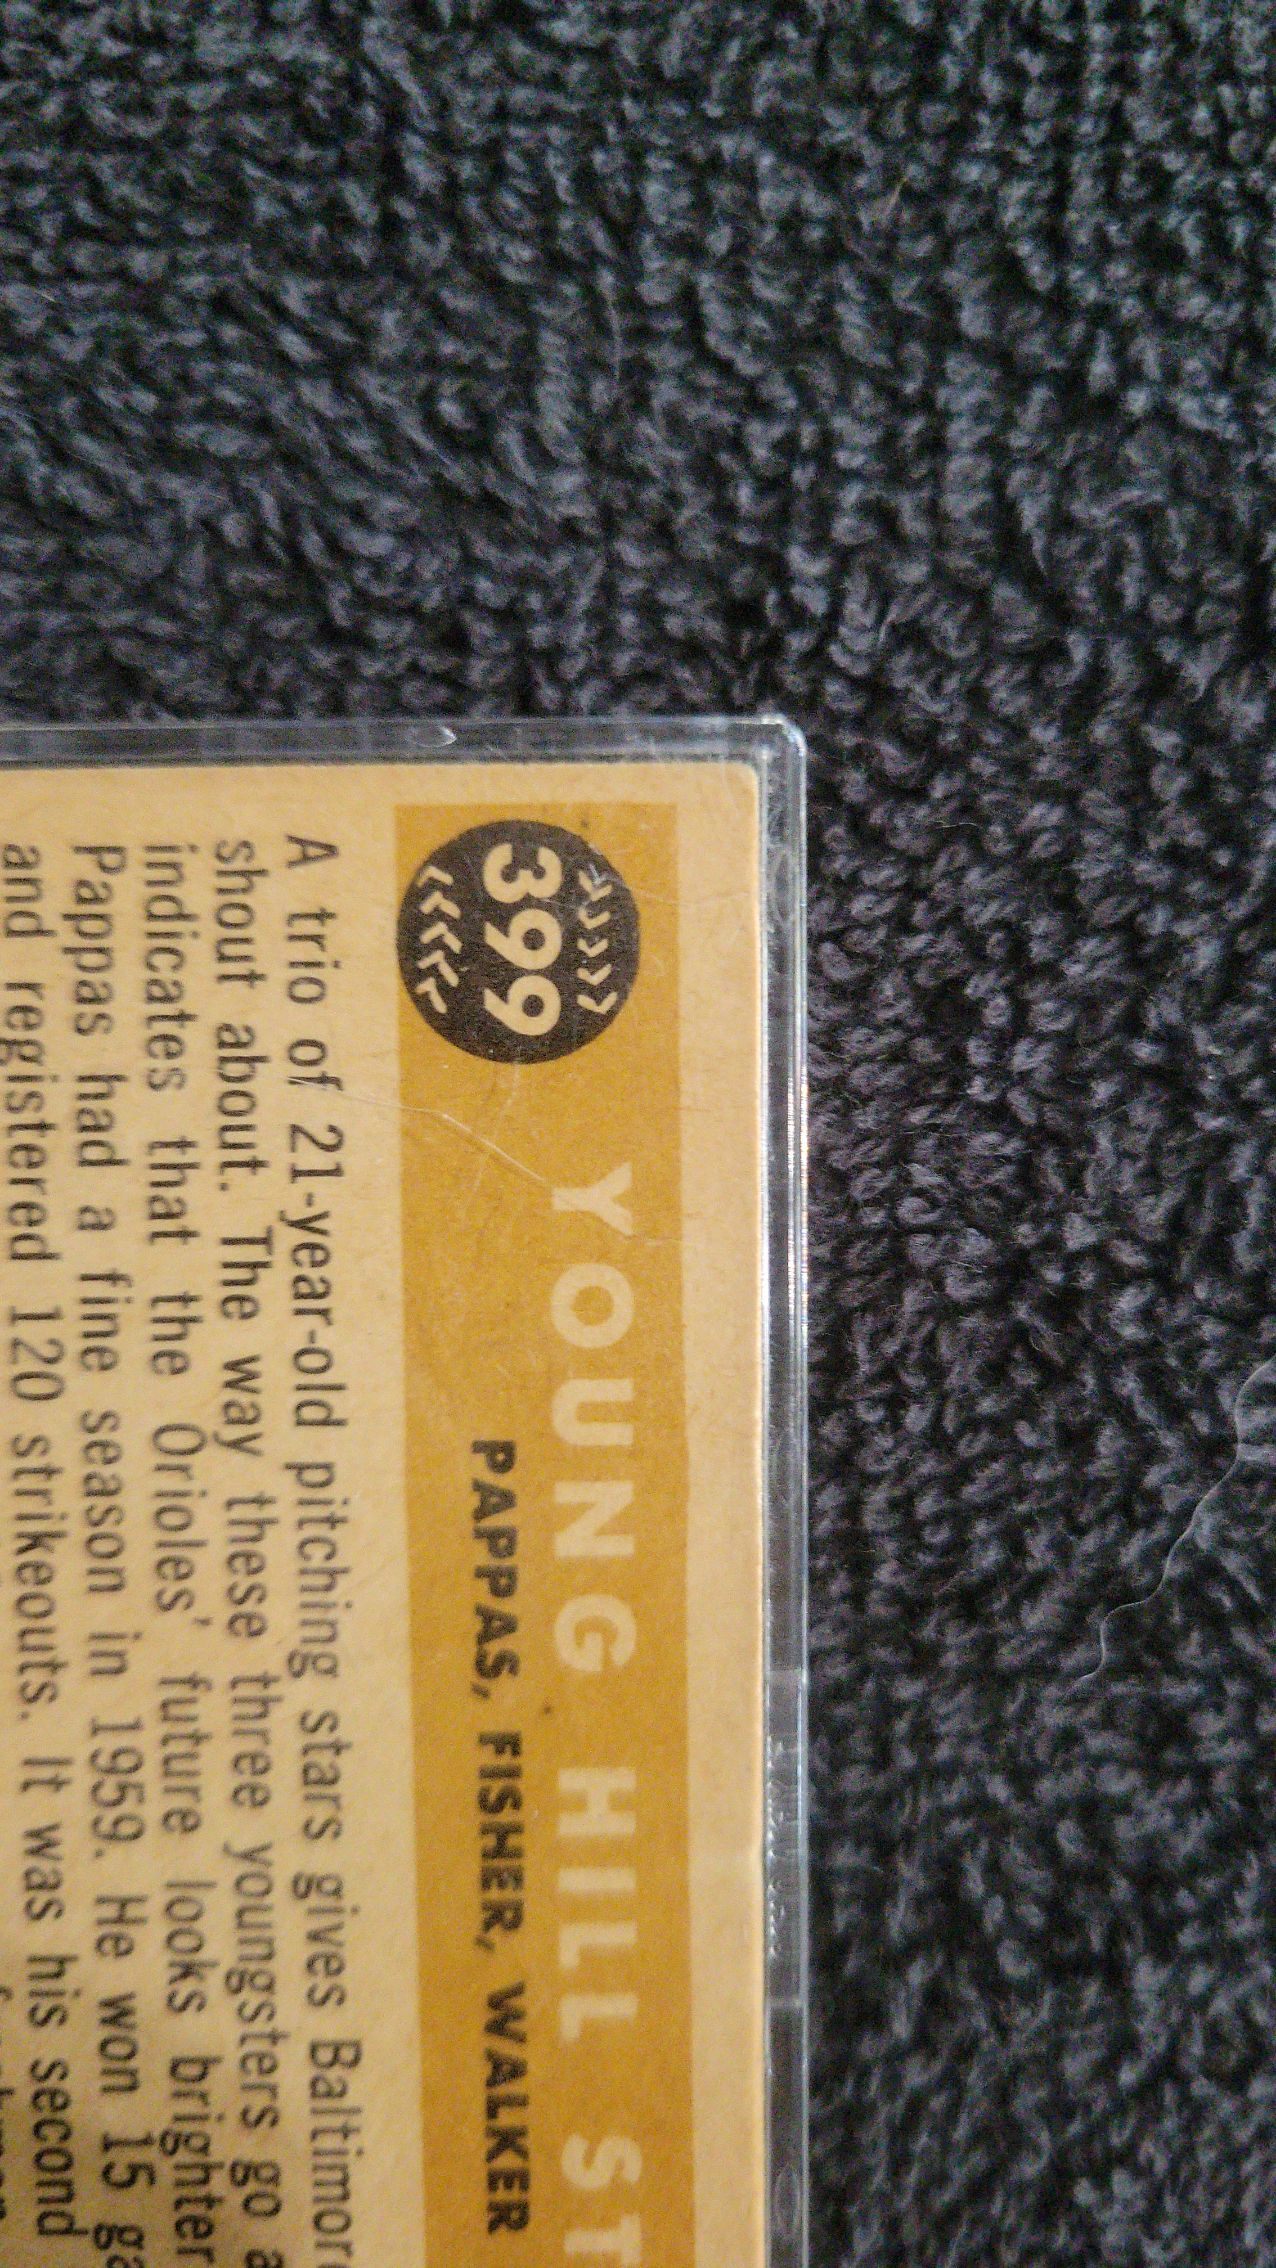 399
YOUNG HILL ST
PAPPAS, FISHER, WALKER
A trio of 21-year-old pitching stars gives Baltimor
shout about. The way these three youngsters go a
indicates that the Orioles' future looks brighter
Pappas had a fine season in 1959. He won 15 ga
and registered 120 strikeouts. It was his second